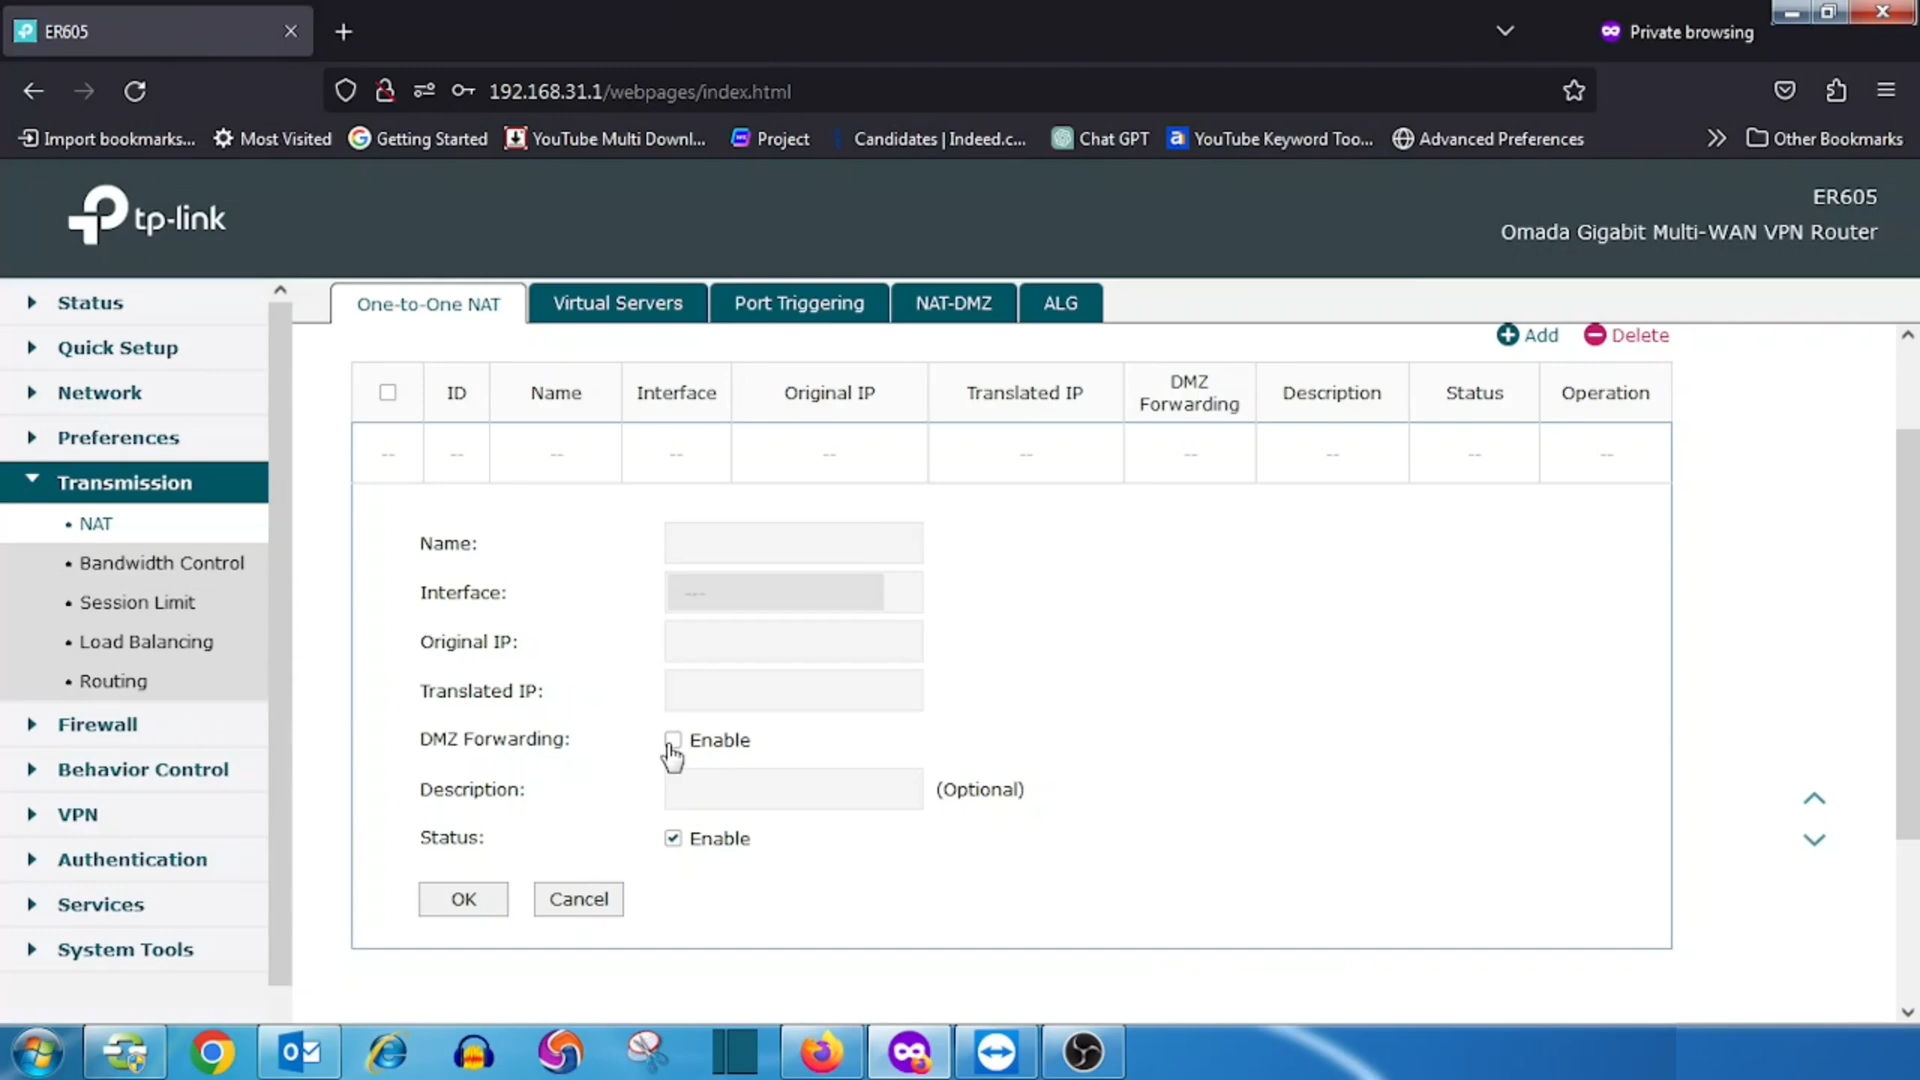 ER605
Private browsing
192.168.31.1/webpages/index.html
Import bookmarks... Most Visited Getting Started YouTube Multi Downl... Project Candidates | Indeed.c... Chat GPT YouTube Keyword Too... Advanced Preferences Other Bookmarks
tp-link
ER605
Omada Gigabit Multi-WAN VPN Router
Status
Quick Setup
Network
Preferences
Transmission
• NAT
• Bandwidth Control
• Session Limit
• Load Balancing
• Routing
Firewall
Behavior Control
VPN
Authentication
Services
System Tools
One-to-One NAT Virtual Servers Port Triggering NAT-DMZ ALG
Add Delete
ID Name Interface Original IP Translated IP DMZ Forwarding Description Status Operation
-- -- -- -- -- -- -- -- -- --
Name:
Interface: ---
Original IP:
Translated IP:
DMZ Forwarding: Enable
Description: (Optional)
Status: Enable
OK Cancel